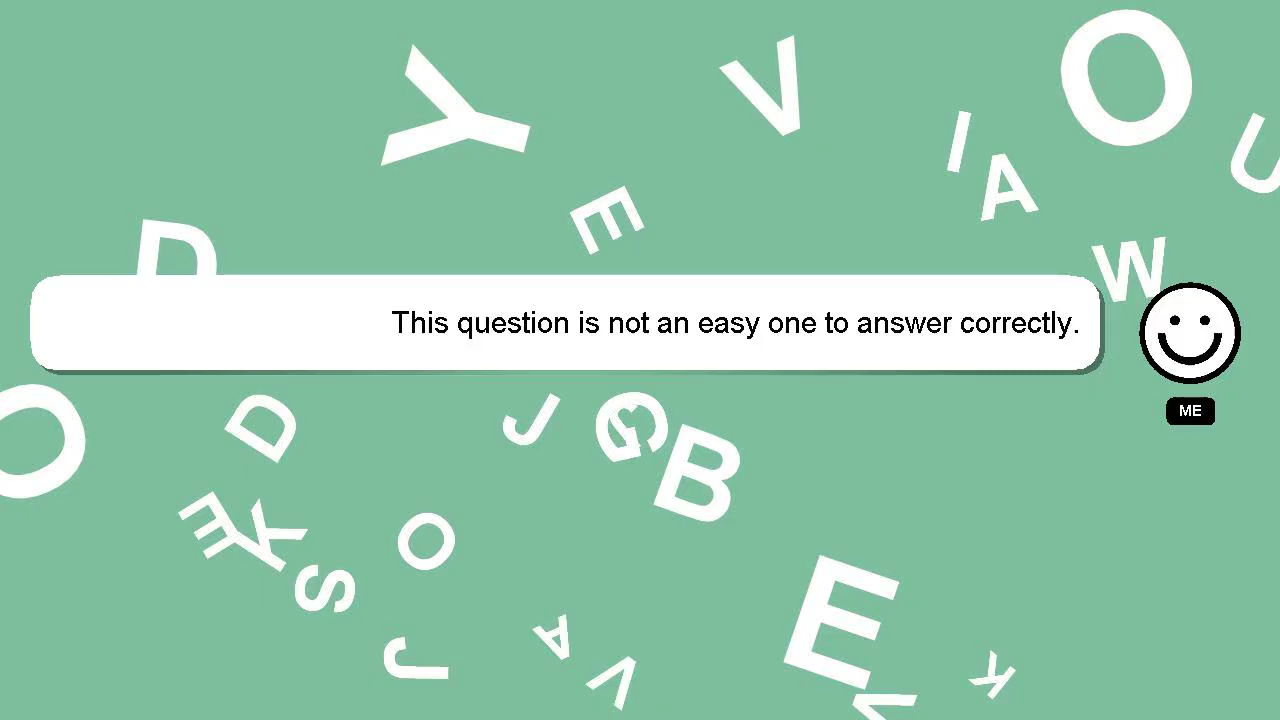 Y
V
O
I
U
A
E
D
W
This question is not an easy one to answer correctly.
ME
O
D
J
G
B
E
K
O
S
E
J
A
V
K
V